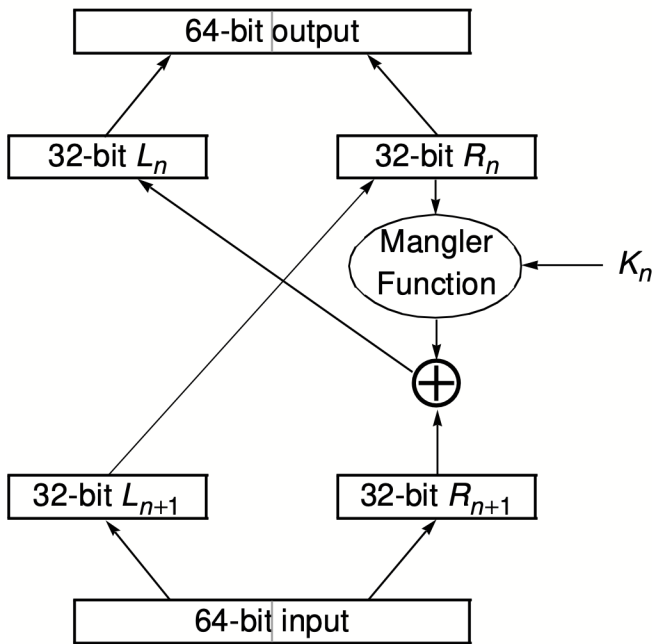 64-bit output
32-bit Lₙ
32-bit Rₙ
Mangler
Function
Kₙ
32-bit Lₙ₊₁
32-bit Rₙ₊₁
64-bit input